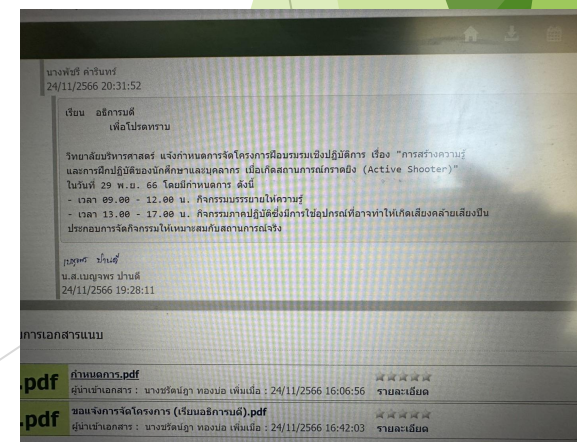 นางพัชรี คำรินทร์
24/11/2566 20:31:52
เรียน อธิการบดี
เพื่อโปรดทราบ
วิทยาลัยบริหารศาสตร์ แจ้งกำหนดการจัดโครงการฝึอบรมรมเชิงปฏิบัติการ เรื่อง "การสร้างความรู้
และการฝึกปฏิบัติของนักศึกษาและบุคลากร เมื่อเกิดสถานการณ์กราดยิง (Active Shooter)"
ในวันที่ 29 พ.ย. 66 โดยมีกำหนดการ ดังนี้
- เวลา 09.00 - 12.00 น. กิจกรรมบรรยายให้ความรู้
- เวลา 13.00 - 17.00 น. กิจกรรมภาคปฏิบัติซึ่งมีการใช้อุปกรณ์ที่อาจทำให้เกิดเสียงคล้ายเสียงปืน
ประกอบการจัดกิจกรรมให้เหมาะสมกับสถานการณ์จริง
เบญจพร ปานดี
น.ส.เบญจพร ปานดี
24/11/2566 19:28:11
การเอกสารแนบ
.pdf กำหนดการ.pdf
ผู้นำเข้าเอกสาร : นางปรัตน์ฎา ทองบ่อ เพิ่มเมื่อ : 24/11/2566 16:06:56 รายละเอียด
.pdf ขอแจ้งการจัดโครงการ (เรียนอธิการบดี).pdf
ผู้นำเข้าเอกสาร : นางปรัตน์ฎา ทองบ่อ เพิ่มเมื่อ : 24/11/2566 16:42:03 รายละเอียด